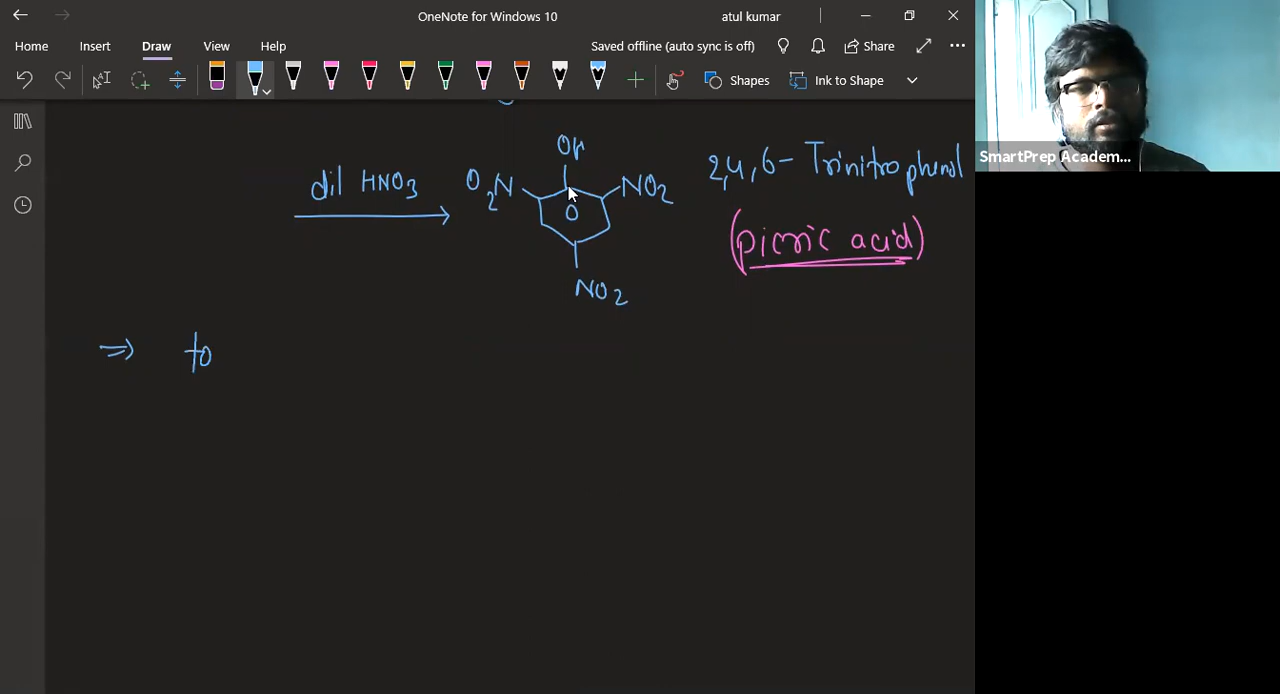 OneNote for Windows 10
atul kumar
Home Insert Draw View Help
Saved offline (auto sync is off)
Share
Shapes
Ink to Shape
SmartPrep Academ...
dil HNO3
OH
O2N
NO2
NO2
2,4,6- Trinitrophenol
(picric acid)
⇒ to